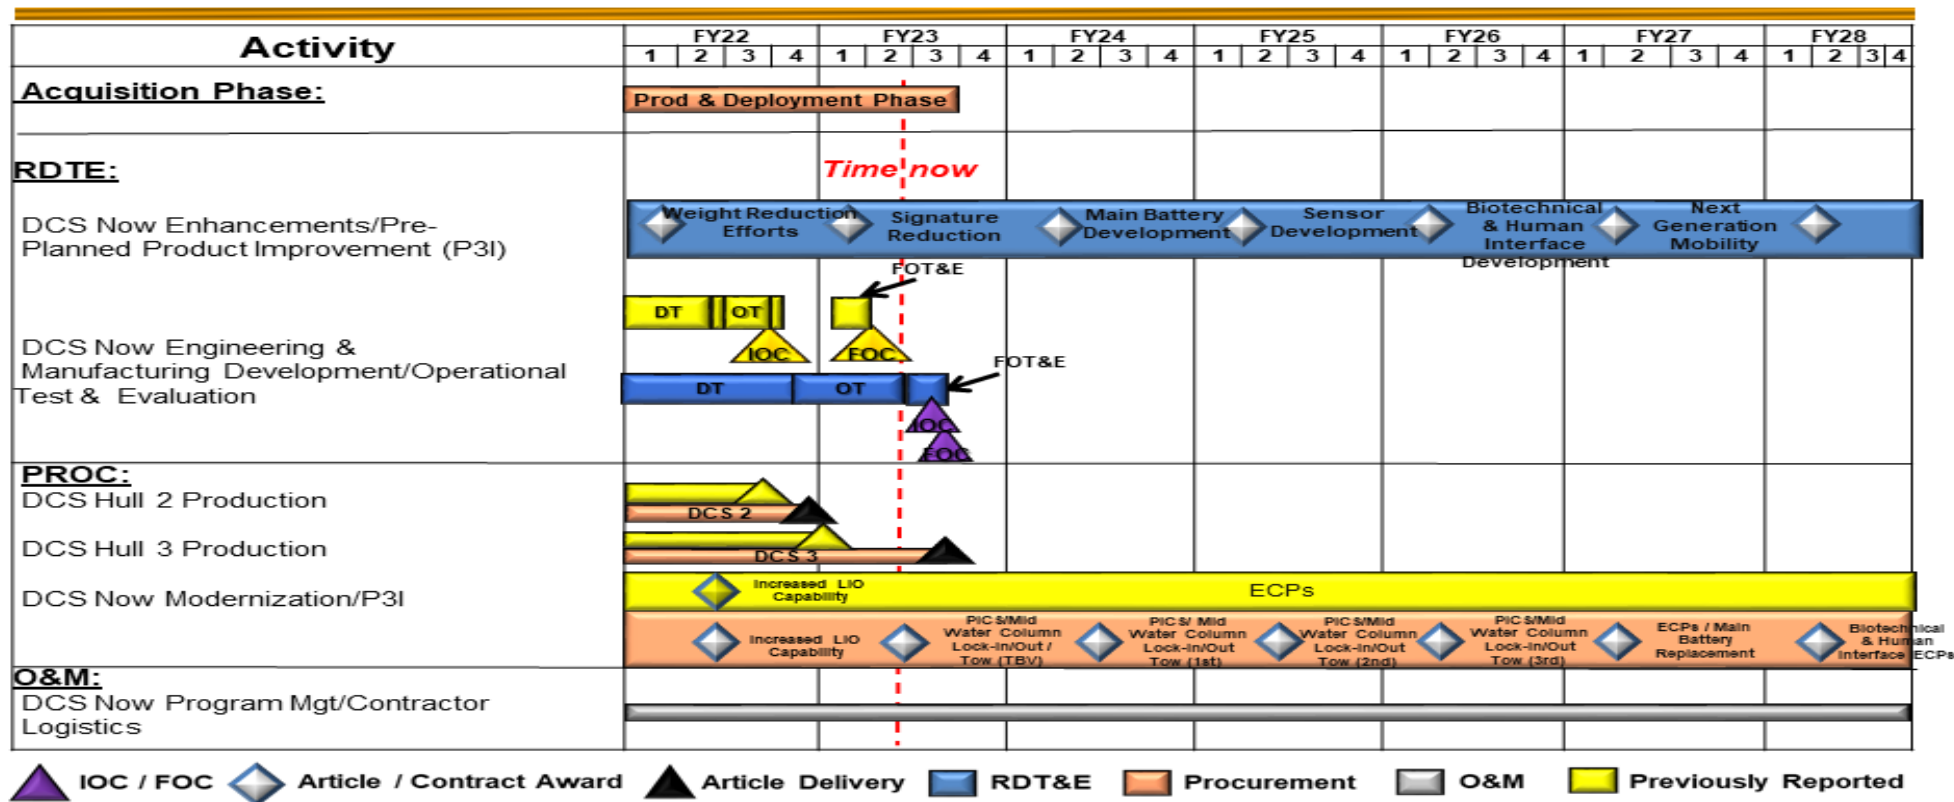 Activity
FY22 FY23 FY24 FY25 FY26 FY27 FY28
1 2 3 4 1 2 3 4 1 2 3 4 1 2 3 4 1 2 3 4 1 2 3 4 1 2 3 4
Acquisition Phase:
Prod & Deployment Phase
RDTE:
Time now
DCS Now Enhancements/Pre-
Planned Product Improvement (P3I)
Weight Reduction
Efforts
Signature
Reduction
Main Battery
Development
Sensor
Development
Biotechnical
& Human
Interface
Development
Next
Generation
Mobility
FOT&E
DT OT
IOC FOC
DCS Now Engineering &
Manufacturing Development/Operational
Test & Evaluation
FOT&E
DT OT
IOC
FOC
PROC:
DCS Hull 2 Production
DCS 2
DCS Hull 3 Production
DCS 3
DCS Now Modernization/P3I
Increased LIO
Capability
ECPs
Increased LIO
Capability
PICS/Mid
Water Column
Lock-In/Out /
Tow (TBV)
PICS/ Mid
Water Column
Lock-In/Out
Tow (1st)
PICS/Mid
Water Column
Lock-In/Out
Tow (2nd)
PICS/Mid
Water Column
Lock-In/Out
Tow (3rd)
ECPs / Main
Battery
Replacement
Biotechnical
& Human
Interface ECPs
O&M:
DCS Now Program Mgt/Contractor
Logistics
IOC / FOC Article / Contract Award Article Delivery RDT&E Procurement O&M Previously Reported